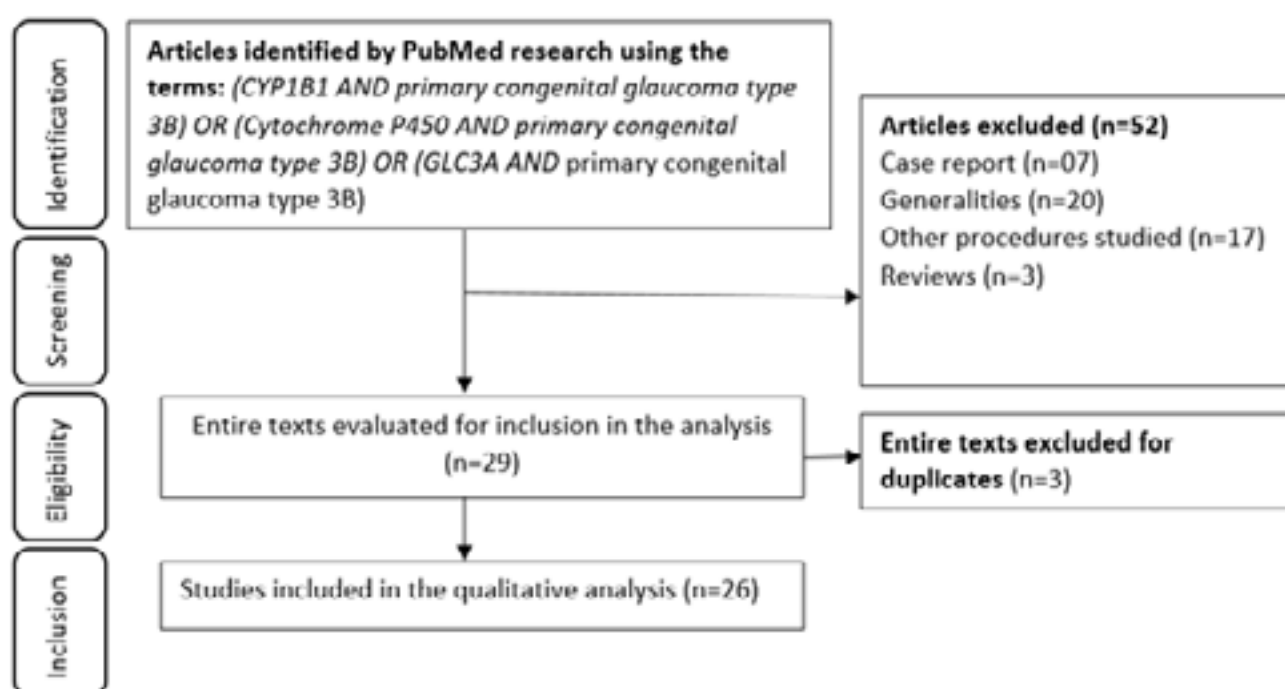 Identification
Articles identified by PubMed research using the
terms: (CYP1B1 AND primary congenital glaucoma type
3B) OR (Cytochrome P450 AND primary congenital
glaucoma type 3B) OR (GLC3A AND primary congenital
glaucoma type 3B)
Articles excluded (n=52)
Case report (n=07)
Generalities (n=20)
Other procedures studied (n=17)
Reviews (n=3)
Screening
Eligibility
Entire texts evaluated for inclusion in the analysis
(n=29)
Entire texts excluded for
duplicates (n=3)
Inclusion
Studies included in the qualitative analysis (n=26)